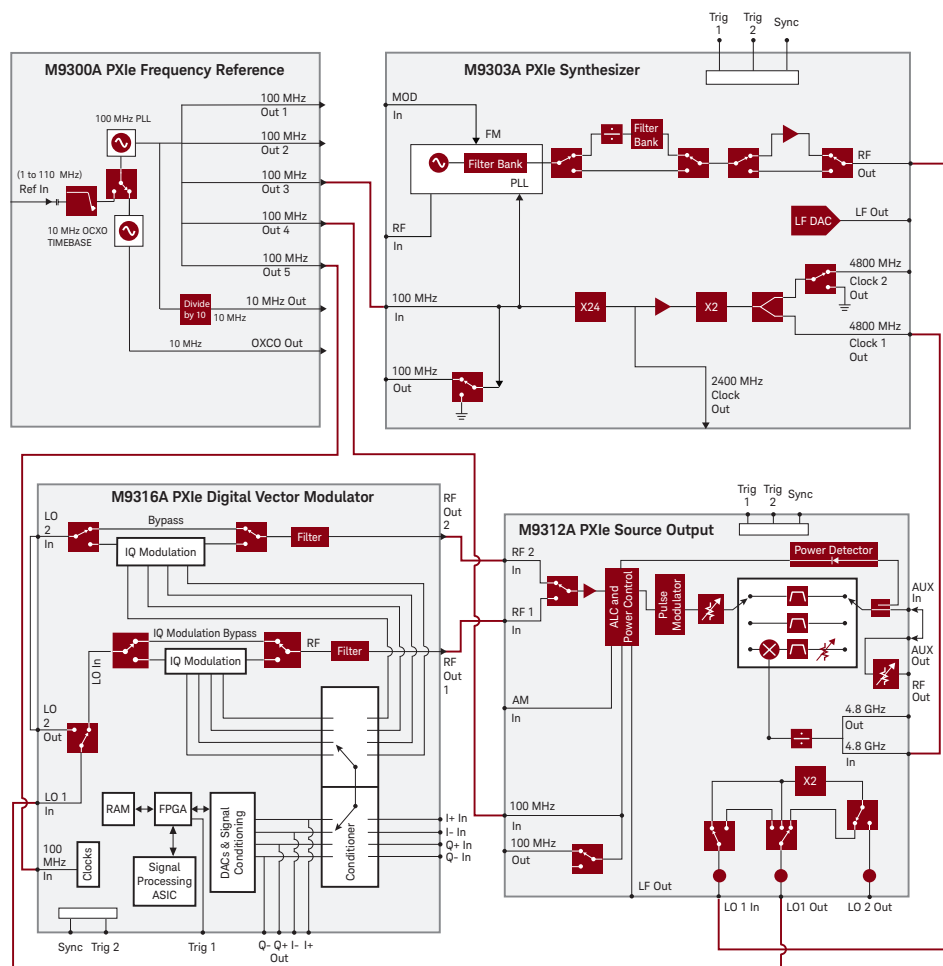 M9300A PXIe Frequency Reference
100 MHz
Out 1
100 MHz PLL
100 MHz
Out 2
(1 to 110 MHz)
Ref In
100 MHz
Out 3
10 MHz OCXO
TIMEBASE
100 MHz
Out 4
100 MHz
Out 5
Divide
by 10
10 MHz Out
10 MHz
10 MHz
OXCO Out
Trig
1
Trig
2
Sync
M9303A PXIe Synthesizer
MOD
In
FM
Filter Bank
PLL
Filter
Bank
RF
Out
RF
In
LF DAC
LF Out
100 MHz
In
X24
X2
4800 MHz
Clock 2
Out
4800 MHz
Clock 1
Out
100 MHz
Out
2400 MHz
Clock
Out
M9316A PXIe Digital Vector Modulator
LO
2
In
Bypass
IQ Modulation
Filter
RF
Out
2
IQ Modulation Bypass
IQ Modulation
RF
Filter
RF
Out
1
LO In
LO
2
Out
LO 1
In
RAM
FPGA
DACs & Signal
Conditioning
Conditioner
I+ In
I- In
Q+ In
Q- In
100
MHz
In
Clocks
Signal
Processing
ASIC
Sync
Trig 2
Trig 1
Q- Q+ I- I+
Out
Trig
1
Trig
2
Sync
M9312A PXIe Source Output
Power Detector
RF 2
In
RF 1
In
ALC and
Power Control
Pulse
Modulator
AUX
In
AUX
Out
RF
Out
AM
In
4.8 GHz
Out
4.8 GHz
In
X2
100 MHz
In
100 MHz
Out
LF Out
LO 1 In
LO1 Out
LO 2 Out